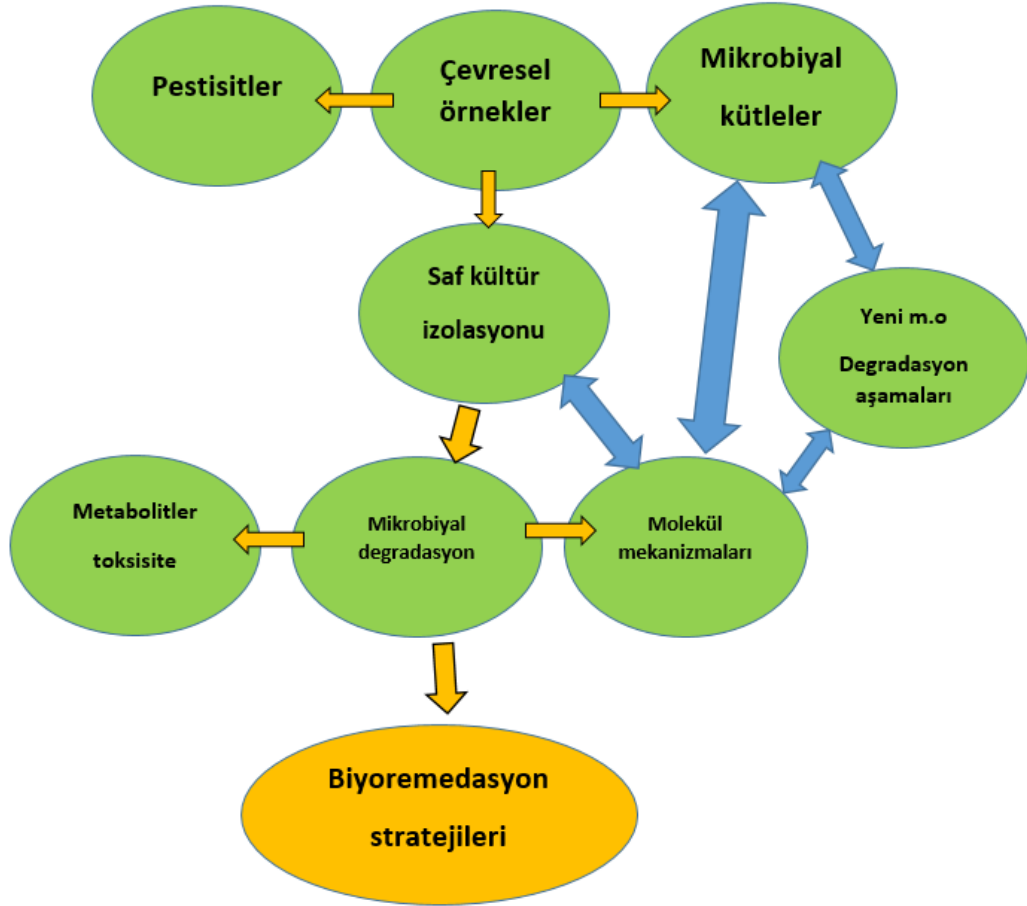 Pestisitler
Çevresel
örnekler
Mikrobiyal
kütleler
Saf kültür
izolasyonu
Yeni m.o
Degradasyon
aşamaları
Metabolitler
toksisite
Mikrobiyal
degradasyon
Molekül
mekanizmaları
Biyoremedasyon
stratejileri